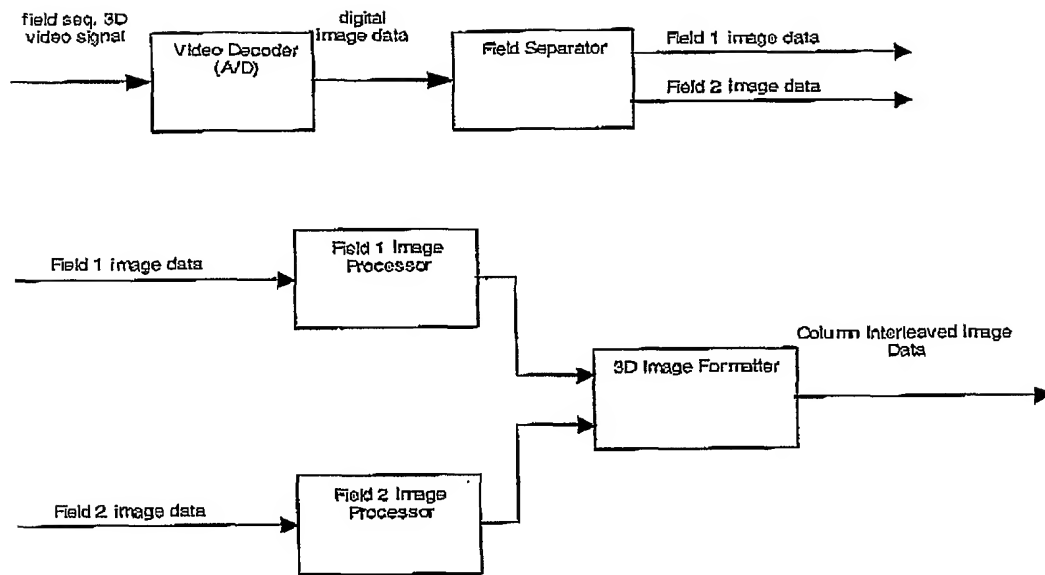 field seq. 3D
video signal
Video Decoder
(A/D)
digital
image data
Field Separator
Field 1 image data
Field 2 image data
Field 1 image data
Field 1 Image
Processor
Field 2 image data
Field 2 Image
Processor
3D Image Formatter
Column Interleaved Image
Data